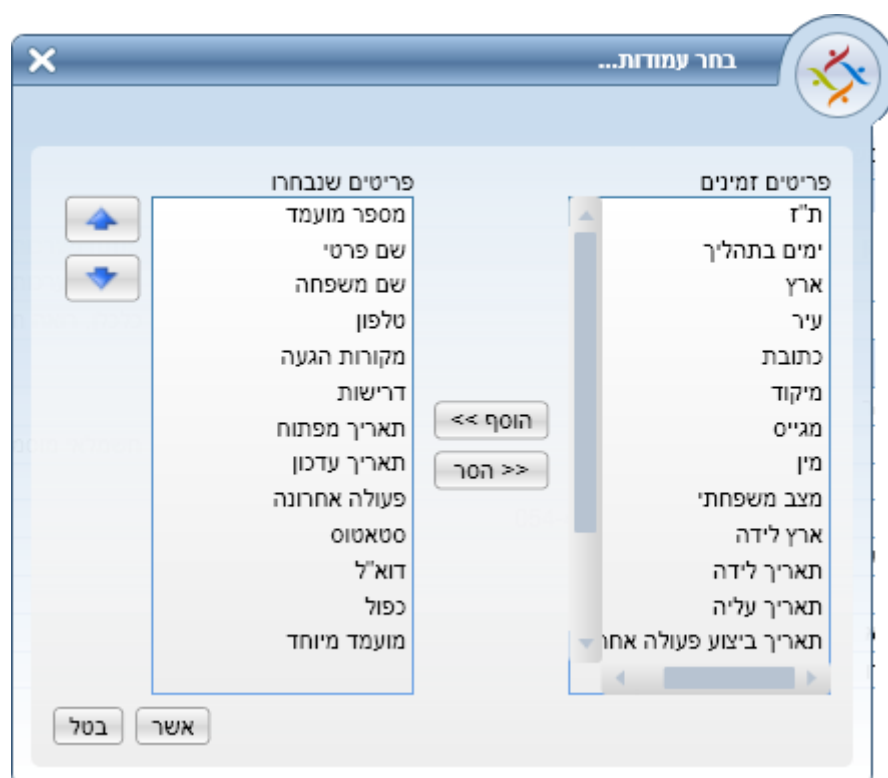 בחר עמודות...
פריטים זמינים
ת"ז
ימים בתהליך
ארץ
עיר
כתובת
מיקוד
מגייס
מין
מצב משפחתי
ארץ לידה
תאריך לידה
תאריך עליה
תאריך ביצוע פעולה אחר
הוסף >>
<< הסר
פריטים שנבחרו
מספר מועמד
שם פרטי
שם משפחה
טלפון
מקורות הגעה
דרישות
תאריך מפתוח
תאריך עדכון
פעולה אחרונה
סטאטוס
דוא"ל
כפול
מועמד מיוחד
אשר
בטל